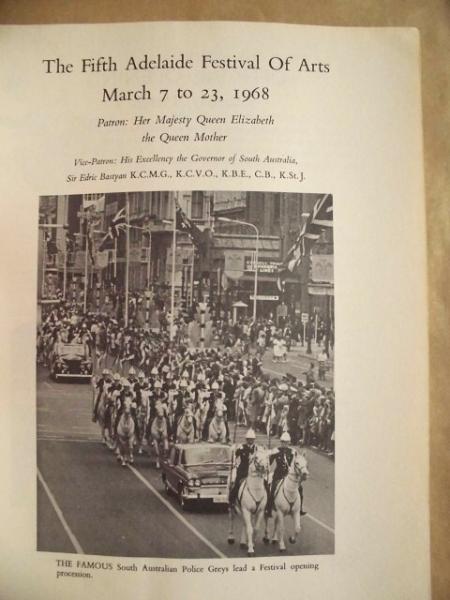 The Fifth Adelaide Festival Of Arts
March 7 to 23, 1968
Patron: Her Majesty Queen Elizabeth
the Queen Mother
Vice-Patron: His Excellency the Governor of South Australia,
Sir Edric Bastyan K.C.M.G., K.C.V.O., K.B.E., C.B., K.St.J.
THE FAMOUS South Australian Police Greys lead a Festival opening
procession.